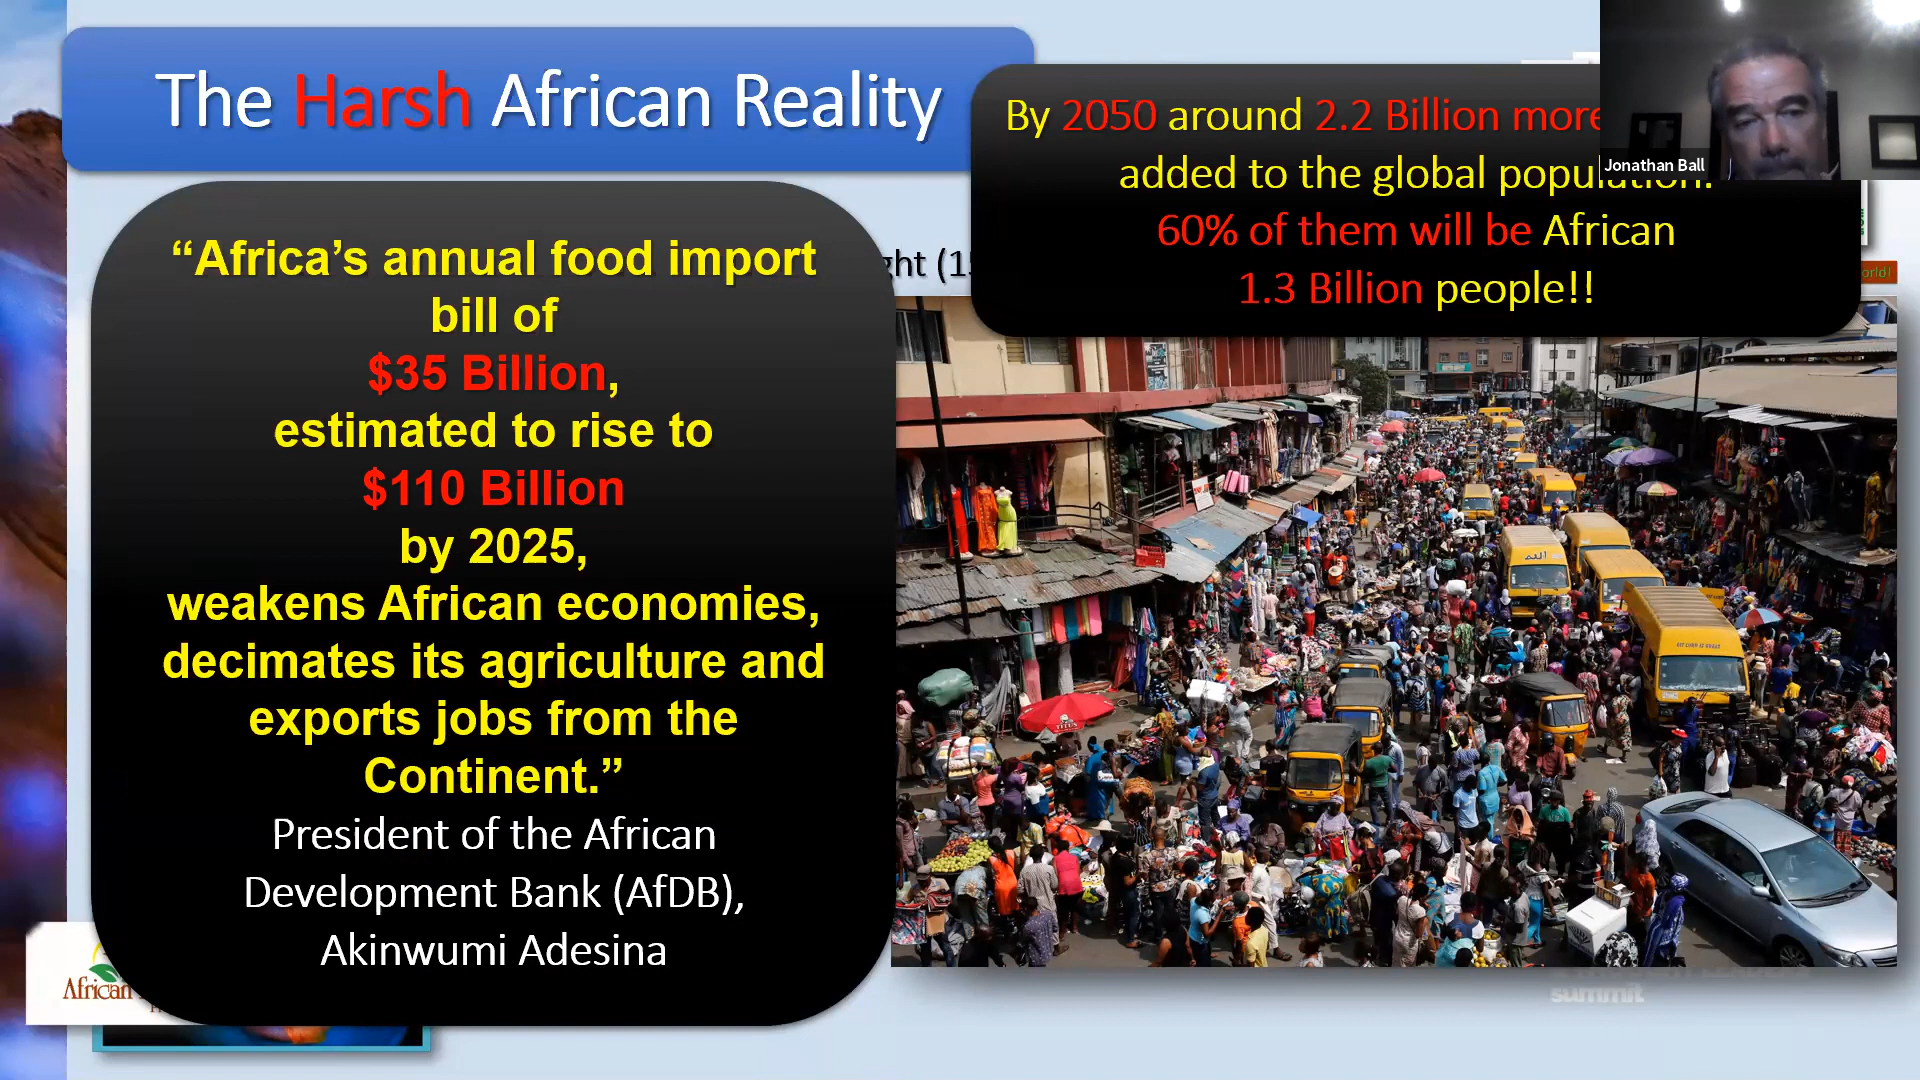 The Harsh African Reality
By 2050 around 2.2 Billion more
added to the global population.
60% of them will be African
1.3 Billion people!!
Jonathan Ball
“Africa’s annual food import
bill of
$35 Billion,
estimated to rise to
$110 Billion
by 2025,
weakens African economies,
decimates its agriculture and
exports jobs from the
Continent.”
President of the African
Development Bank (AfDB),
Akinwumi Adesina
African
summit